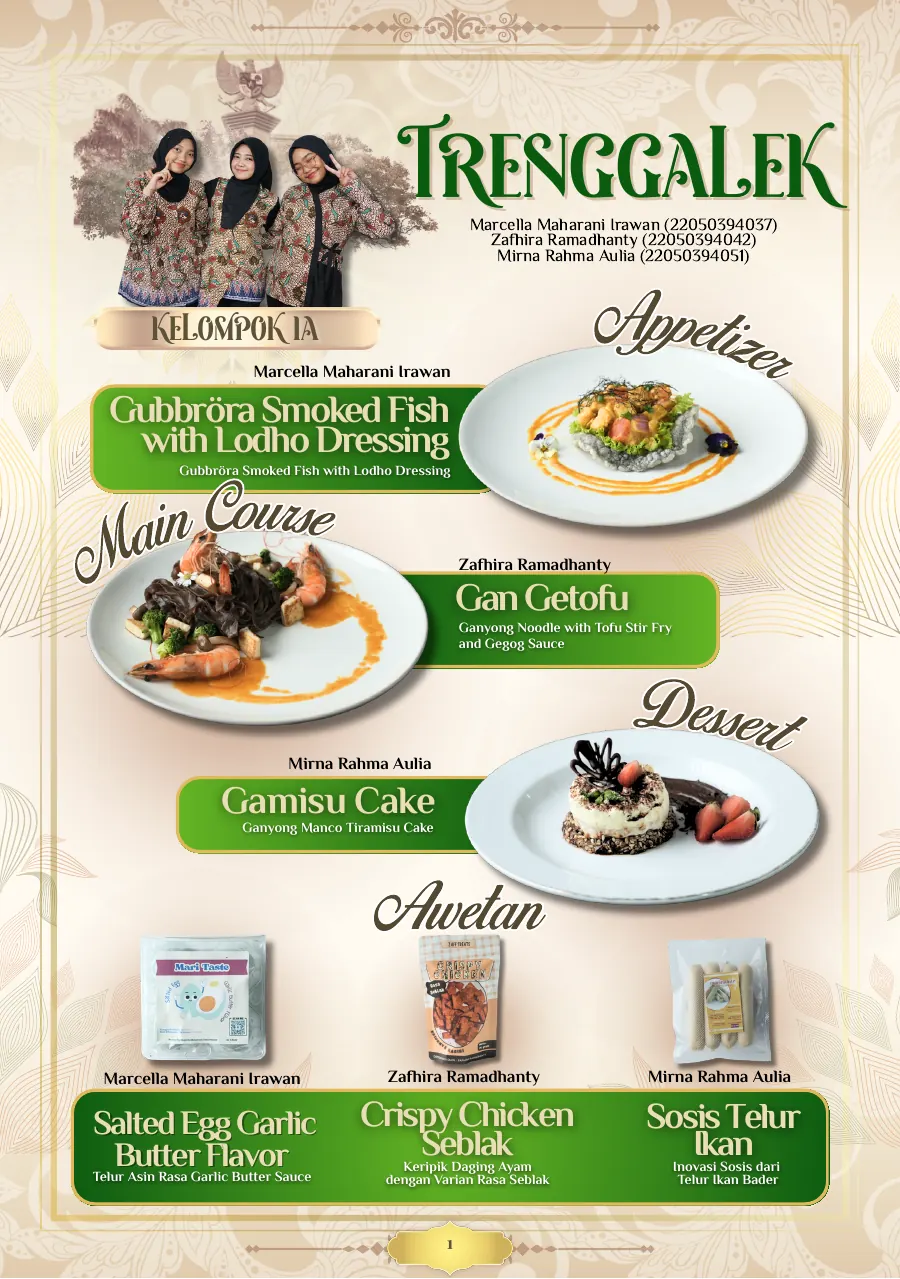 TRENGGALEK
Marcella Maharani Irawan (22050394037)
Zafhira Ramadhanty (22050394042)
Mirna Rahma Aulia (22050394051)
KELOMPOK IA
Appetizer
Marcella Maharani Irawan
Gubbröra Smoked Fish
with Lodho Dressing
Gubbröra Smoked Fish with Lodho Dressing
Main Course
Zafhira Ramadhanty
Gan Getofu
Ganyong Noodle with Tofu Stir Fry
and Gegog Sauce
Dessert
Mirna Rahma Aulia
Gamisu Cake
Ganyong Manco Tiramisu Cake
Awetan
Mari Taste
CRISPY
CHICKEN
Marcella Maharani Irawan
Zafhira Ramadhanty
Mirna Rahma Aulia
Salted Egg Garlic
Butter Flavor
Telur Asin Rasa Garlic Butter Sauce
Crispy Chicken
Seblak
Keripik Daging Ayam
dengan Varian Rasa Seblak
Sosis Telur
Ikan
Inovasi Sosis dari
Telur Ikan Bader
1